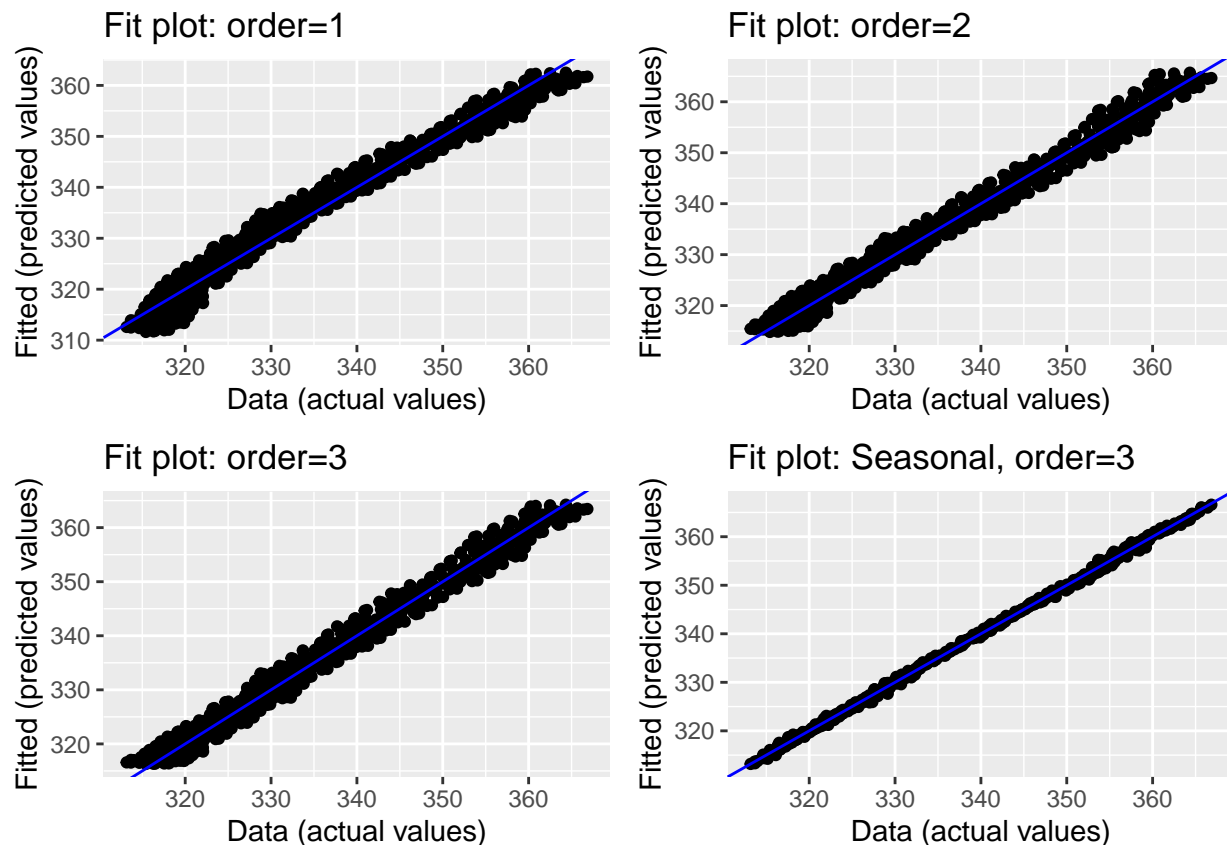 Fit plot: order=1
Fitted (predicted values)
360
350
340
330
320
310
320 330 340 350 360
Data (actual values)
Fit plot: order=2
Fitted (predicted values)
360
350
340
330
320
320 330 340 350 360
Data (actual values)
Fit plot: order=3
Fitted (predicted values)
360
350
340
330
320
320 330 340 350 360
Data (actual values)
Fit plot: Seasonal, order=3
Fitted (predicted values)
360
350
340
330
320
320 330 340 350 360
Data (actual values)